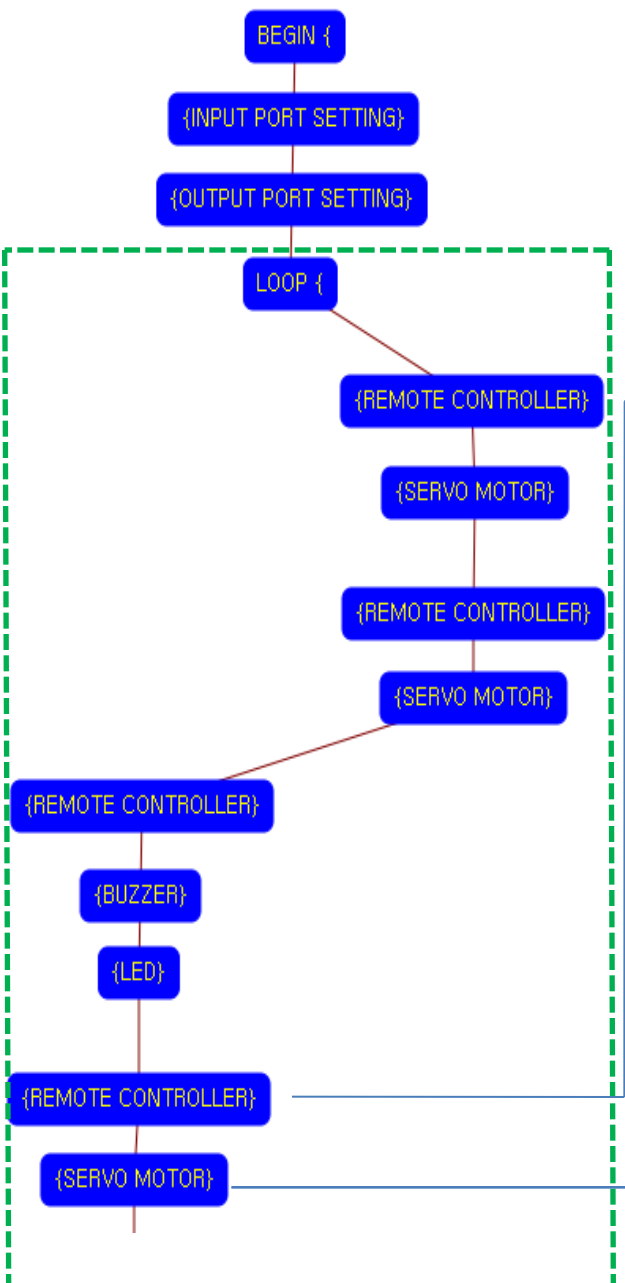 BEGIN {
{INPUT PORT SETTING}
{OUTPUT PORT SETTING}
LOOP {
{REMOTE CONTROLLER}
{SERVO MOTOR}
{REMOTE CONTROLLER}
{SERVO MOTOR}
{REMOTE CONTROLLER}
{BUZZER}
{LED}
{REMOTE CONTROLLER}
{SERVO MOTOR}